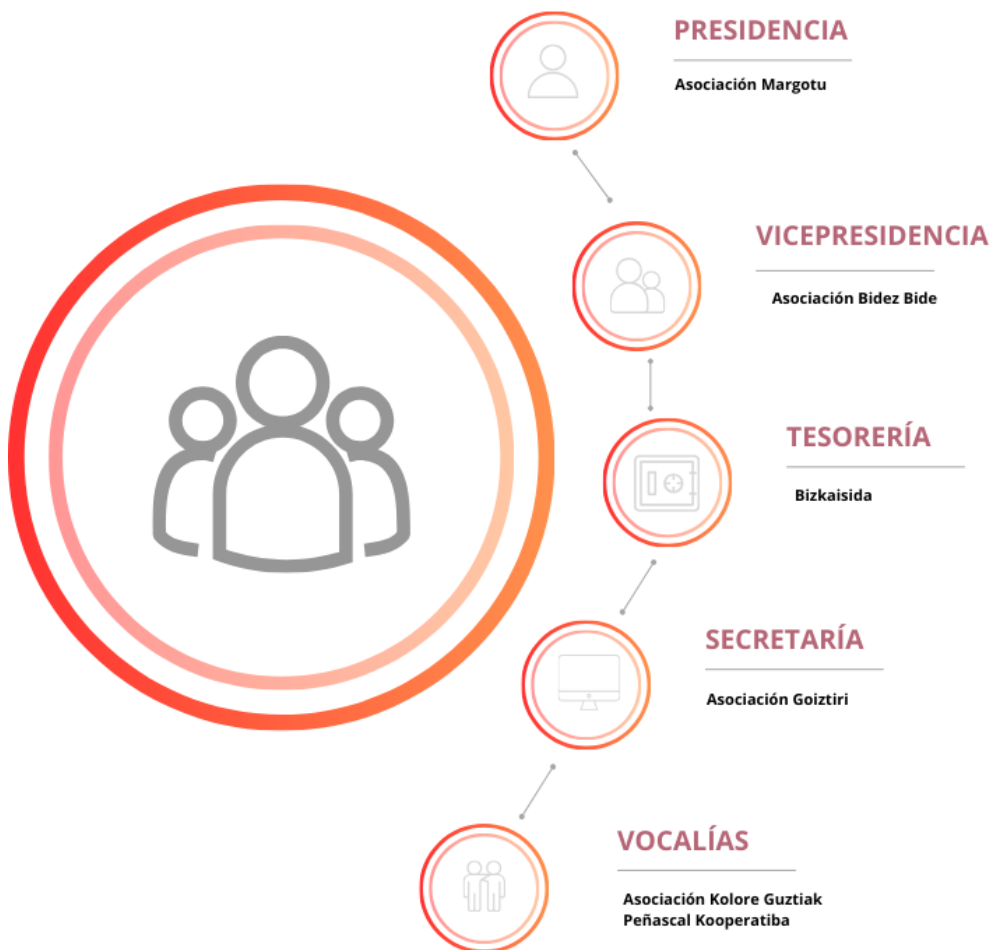 PRESIDENCIA
Asociación Margotu
VICEPRESIDENCIA
Asociación Bidez Bide
TESORERÍA
Bizkaisida
SECRETARÍA
Asociación Goiztiri
VOCALÍAS
Asociación Kolore Guztiak
Peñascal Kooperatiba